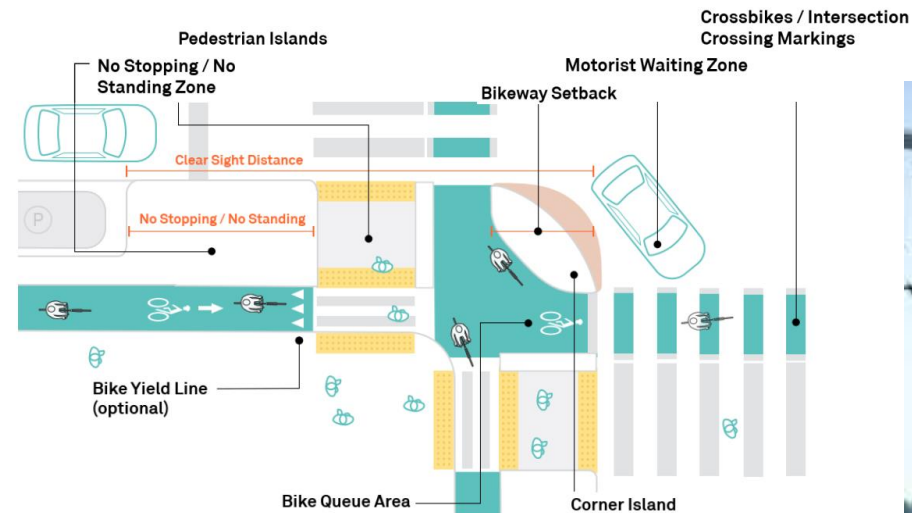 Crossbikes / Intersection
Crossing Markings
Pedestrian Islands
No Stopping / No
Standing Zone
Motorist Waiting Zone
Bikeway Setback
Clear Sight Distance
No Stopping / No Standing
P
Bike Yield Line
(optional)
Bike Queue Area
Corner Island